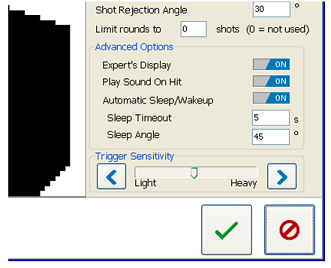 Shot Rejection Angle 30 °
Limit rounds to 0 shots (0 = not used)
Advanced Options
Expert's Display ON
Play Sound On Hit ON
Automatic Sleep/Wakeup ON
Sleep Timeout 5 s
Sleep Angle 45 °
Trigger Sensitivity
Light Heavy